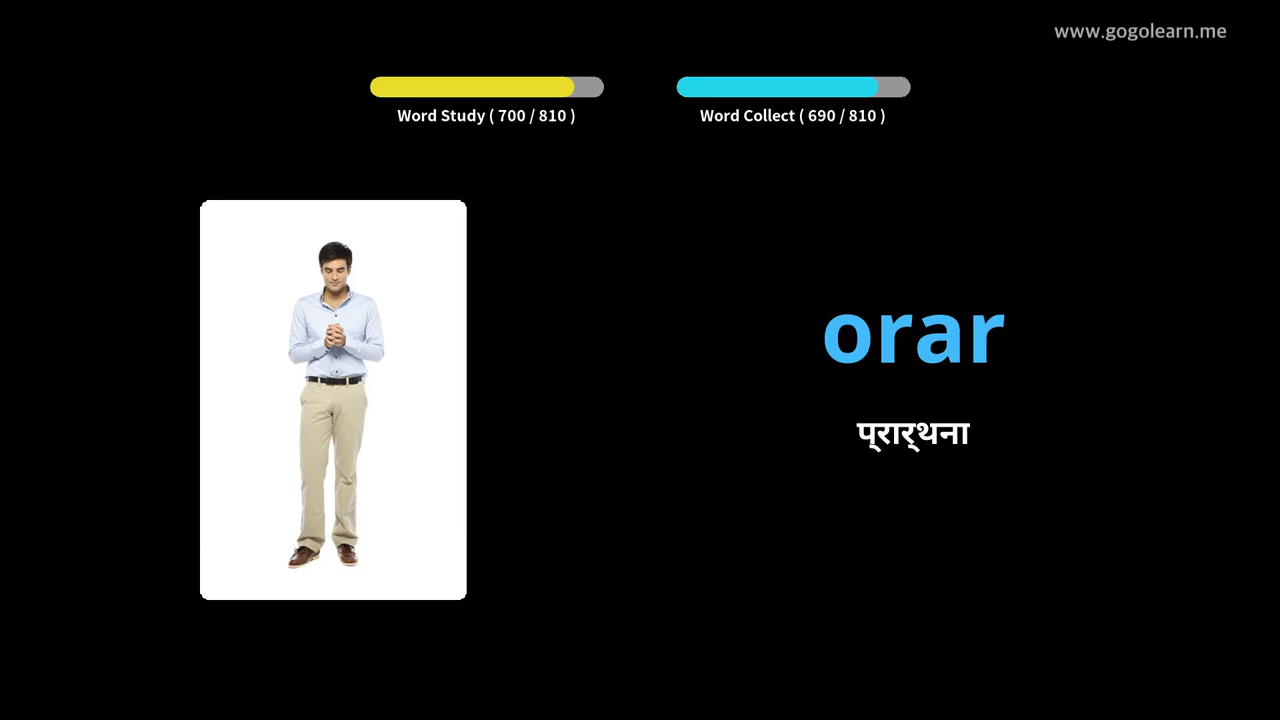 www.gogolearn.me
Word Study ( 700 / 810 )
Word Collect ( 690 / 810 )
orar
प्रार्थना